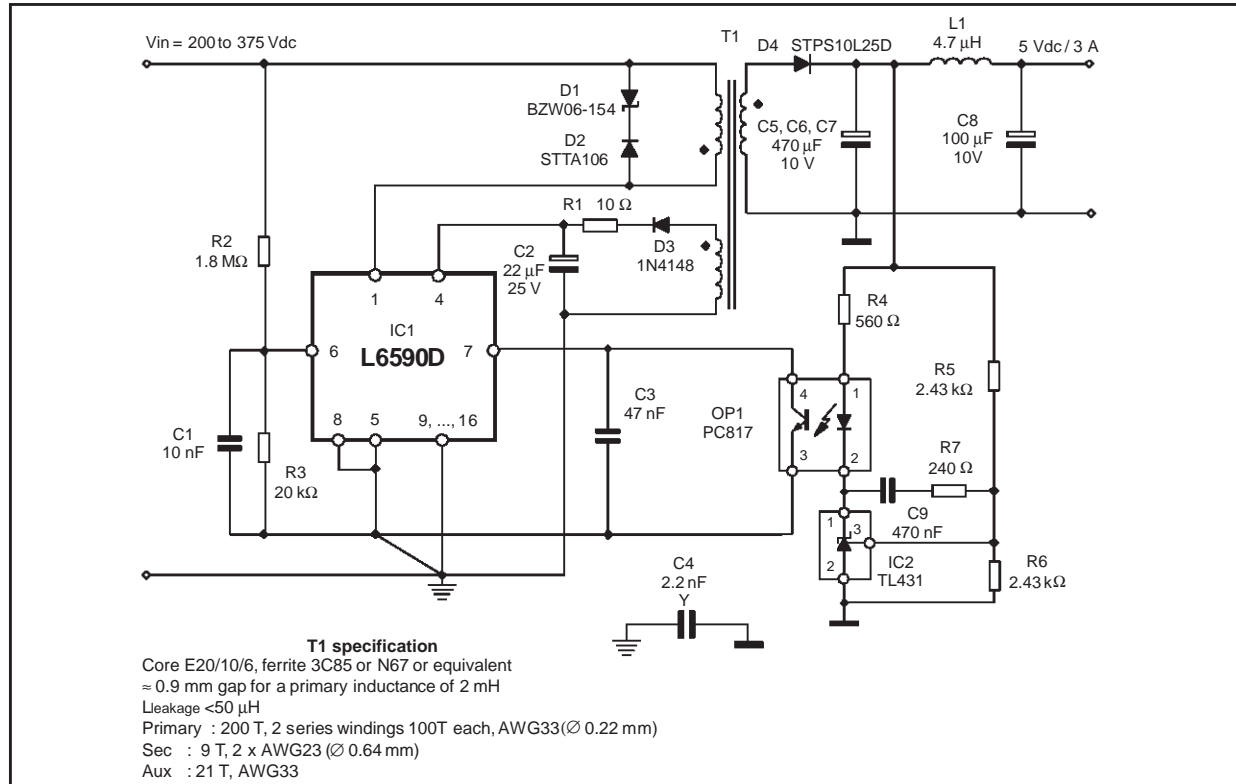 Vin = 200 to 375 Vdc
T1
D4
STPS10L25D
L1
4.7 µH
5 Vdc / 3 A
D1
BZW06-154
D2
STTA106
C5, C6, C7
470 µF
10 V
C8
100 µF
10V
R1 10 Ω
D3
1N4148
C2
22 µF
25 V
R2
1.8 MΩ
1
4
IC1
L6590D
6
7
8
5
9, ..., 16
C1
10 nF
R3
20 kΩ
C3
47 nF
OP1
PC817
4
1
3
2
R4
560 Ω
R5
2.43 kΩ
R7
240 Ω
C9
470 nF
1
3
2
IC2
TL431
R6
2.43 kΩ
C4
2.2 nF
Y
T1 specification
Core E20/10/6, ferrite 3C85 or N67 or equivalent
≈ 0.9 mm gap for a primary inductance of 2 mH
Lleakage <50 µH
Primary : 200 T, 2 series windings 100T each, AWG33 (∅ 0.22 mm)
Sec : 9 T, 2 x AWG23 (∅ 0.64 mm)
Aux : 21 T, AWG33